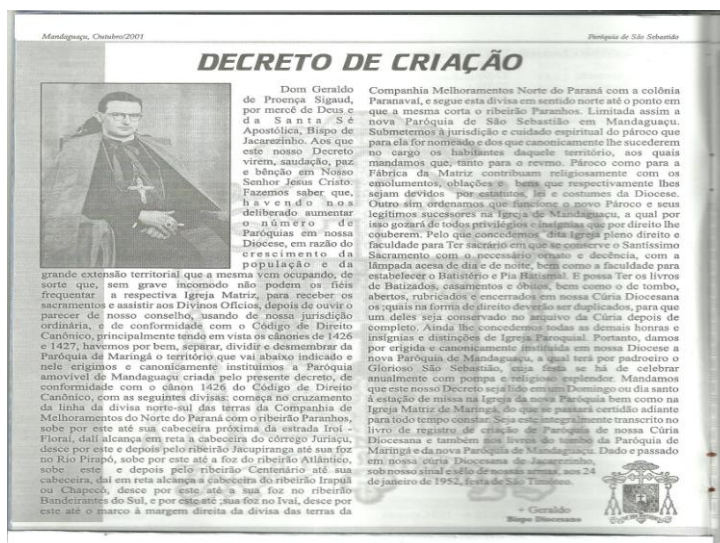 Mandaguaçu, Outubro/2001
Paróquia de São Sebastião
DECRETO DE CRIAÇÃO
Dom Geraldo
de Proença Sigaud,
por mercê de Deus e
da Santa Sé
Apostólica, Bispo de
Jacarezinho. Aos que
este nosso Decreto
virem, saudação, paz
e bênção em Nosso
Senhor Jesus Cristo.
Fazemos saber que,
havendo nos
deliberado aumentar
o número de
Paróquias em nossa
Diocese, em razão do
crescimento da
população e da
grande extensão territorial que a mesma vem ocupando, de
sorte que, sem grave incomodo não podem os fiéis
frequentar a respectiva Igreja Matriz, para receber os
sacramentos e assistir aos Divinos Ofícios, depois de ouvir o
parecer de nosso conselho, usando de nossa jurisdição
ordinária, e de conformidade com o Código de Direito
Canônico, principalmente tendo em vista os cânones de 1426
e 1427, havemos por bem, separar, dividir e desmembrar da
Paróquia de Maringá o território que vai abaixo indicado e
nele erigimos e canonicamente instituimos a Paróquia
amovível de Mandaguaçu criada pelo presente decreto, de
conformidade com o cânon 1426 do Código de Direito
Canônico, com as seguintes divisas: começa no cruzamento
da linha da divisa norte-sul das terras da Companhia de
Melhoramentos do Norte do Paraná com o ribeirão Paranhos,
sobe por este até sua cabeceira próxima da estrada Iroí -
Floraí, dalí alcança em reta a cabeceira do córrego Juriaçu,
desce por este e depois pelo ribeirão Jacupiranga até sua foz
no Rio Pirapó, sobe por este até a foz do ribeirão Atlântico,
sobe este e depois pelo ribeirão Centenário até sua
cabeceira, daí em reta alcança a cabeceira do ribeirão Irapuã
ou Chapecó, desce por este até a sua foz no ribeirão
Bandeirantes do Sul, e por este até ;sua foz no Ivaí, desce por
este até o marco à margem direita da divisa das terras da
Companhia Melhoramentos Norte do Paraná com a colônia
Paranavaí, e segue esta divisa em sentido norte até o ponto em
que a mesma corta o ribeirão Paranhos. Limitada assim a
nova Paróquia de São Sebastião em Mandaguaçu.
Submetemos à jurisdição e cuidado espiritual do pároco que
para ela for nomeado e dos que canonicamente lhe sucederem
no cargo os habitantes daquele território, aos quais
mandamos que, tanto para o revmo. Pároco como para a
Fábrica da Matriz contribuam religiosamente com os
emolumentos, oblações e bens que respectivamente lhes
sejam devidos por estatutos, lei e costumes da Diocese.
Outro sim ordenamos que funcione o novo Pároco e seus
legítimos sucessores na Igreja de Mandaguaçu, a qual por
isso gozará de todos privilégios e insígnias que por direito lhe
couberem. Pelo que concedemos dita Igreja pleno direito e
faculdade para Ter sacrário em que se conserve o Santíssimo
Sacramento com o necessário ornato e decência, com a
lâmpada acesa de dia e de noite, bem como a faculdade para
estabelecer o Batistério e Pia Batismal. E possa Ter os livros
de Batizados, casamentos e óbitos, bem como o de tombo,
abertos, rubricados e encerrados em nossa Cúria Diocesana
os ;quais na forma de direito deverão ser duplicados, para que
um deles seja conservado no arquivo da Cúria depois de
completo. Ainda lhe concedemos todas as demais honras e
insígnias e distinções de Igreja Paroquial. Portanto, damos
por erigida e canonicamente instituída em nossa Diocese a
nova Paróquia de Mandaguaçu, a qual terá por padroeiro o
Glorioso São Sebastião, cuja festa se há de celebrar
anualmente com pompa e religioso esplendor. Mandamos
que este nosso Decreto seja lido em um Domingo ou dia santo
à estação de missa na Igreja da nova Paróquia bem como na
Igreja Matriz de Maringá, do que se passará certidão adiante
para todo tempo constar. Seja este integralmente transcrito no
livro de registro de criação de Paróquia de nossa Cúria
Diocesana e também nos livros do tombo da Paróquia de
Maringá e da nova Paróquia de Mandaguaçu. Dado e passado
em nossa cúria Diocesana de Jacarezinho.
sob nosso sinal e sêlo de nossas armas, aos 24
de janeiro de 1952, festa de São Timóteo.
+ Geraldo
Bispo Diocesano